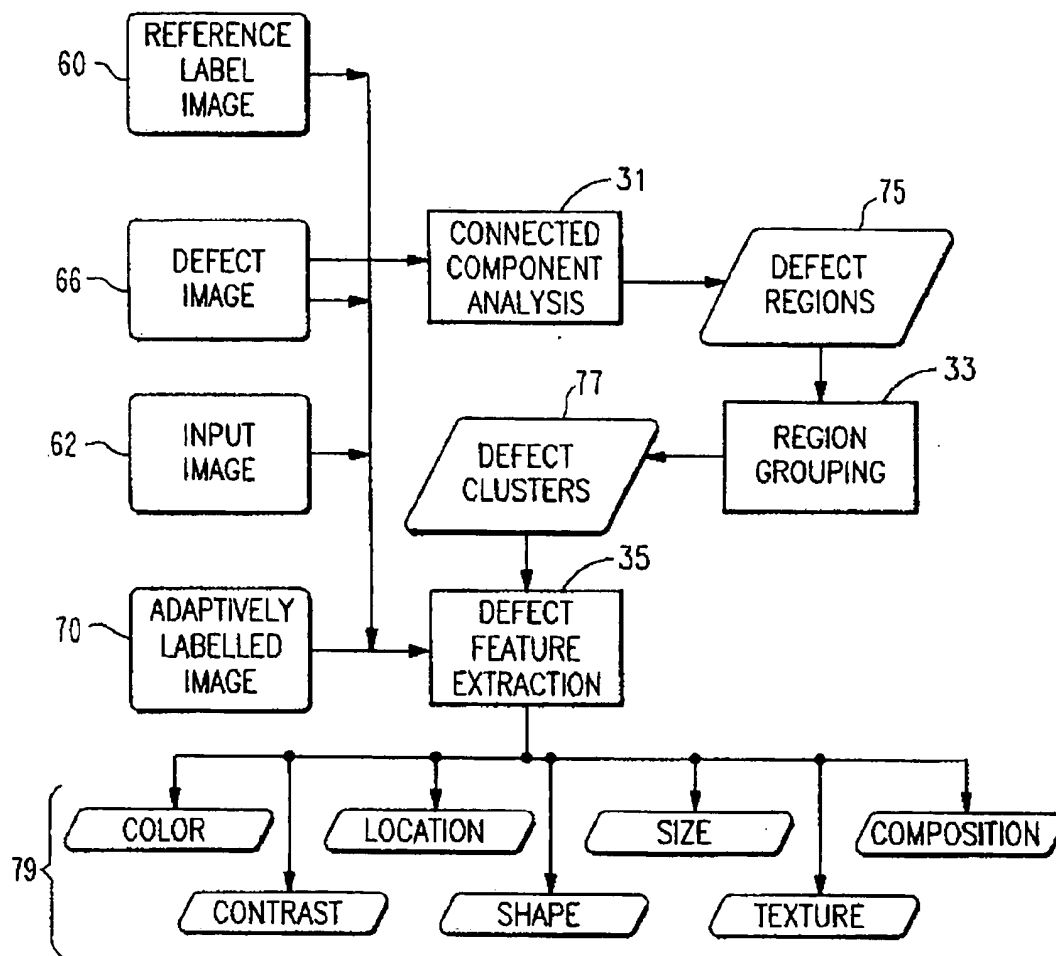 60
REFERENCE
LABEL
IMAGE
66
DEFECT
IMAGE
31
CONNECTED
COMPONENT
ANALYSIS
75
DEFECT
REGIONS
62
INPUT
IMAGE
77
DEFECT
CLUSTERS
33
REGION
GROUPING
70
ADAPTIVELY
LABELLED
IMAGE
35
DEFECT
FEATURE
EXTRACTION
79
COLOR
LOCATION
SIZE
COMPOSITION
CONTRAST
SHAPE
TEXTURE